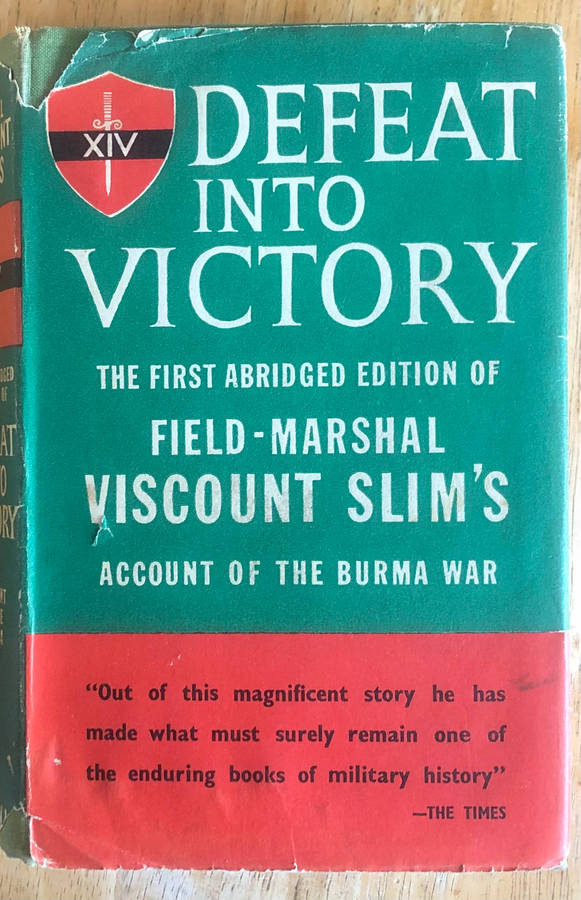 XIV
DEFEAT
INTO
VICTORY
THE FIRST ABRIDGED EDITION OF
FIELD-MARSHAL
VISCOUNT SLIM'S
ACCOUNT OF THE BURMA WAR
“Out of this magnificent story he has
made what must surely remain one of
the enduring books of military history”
—THE TIMES